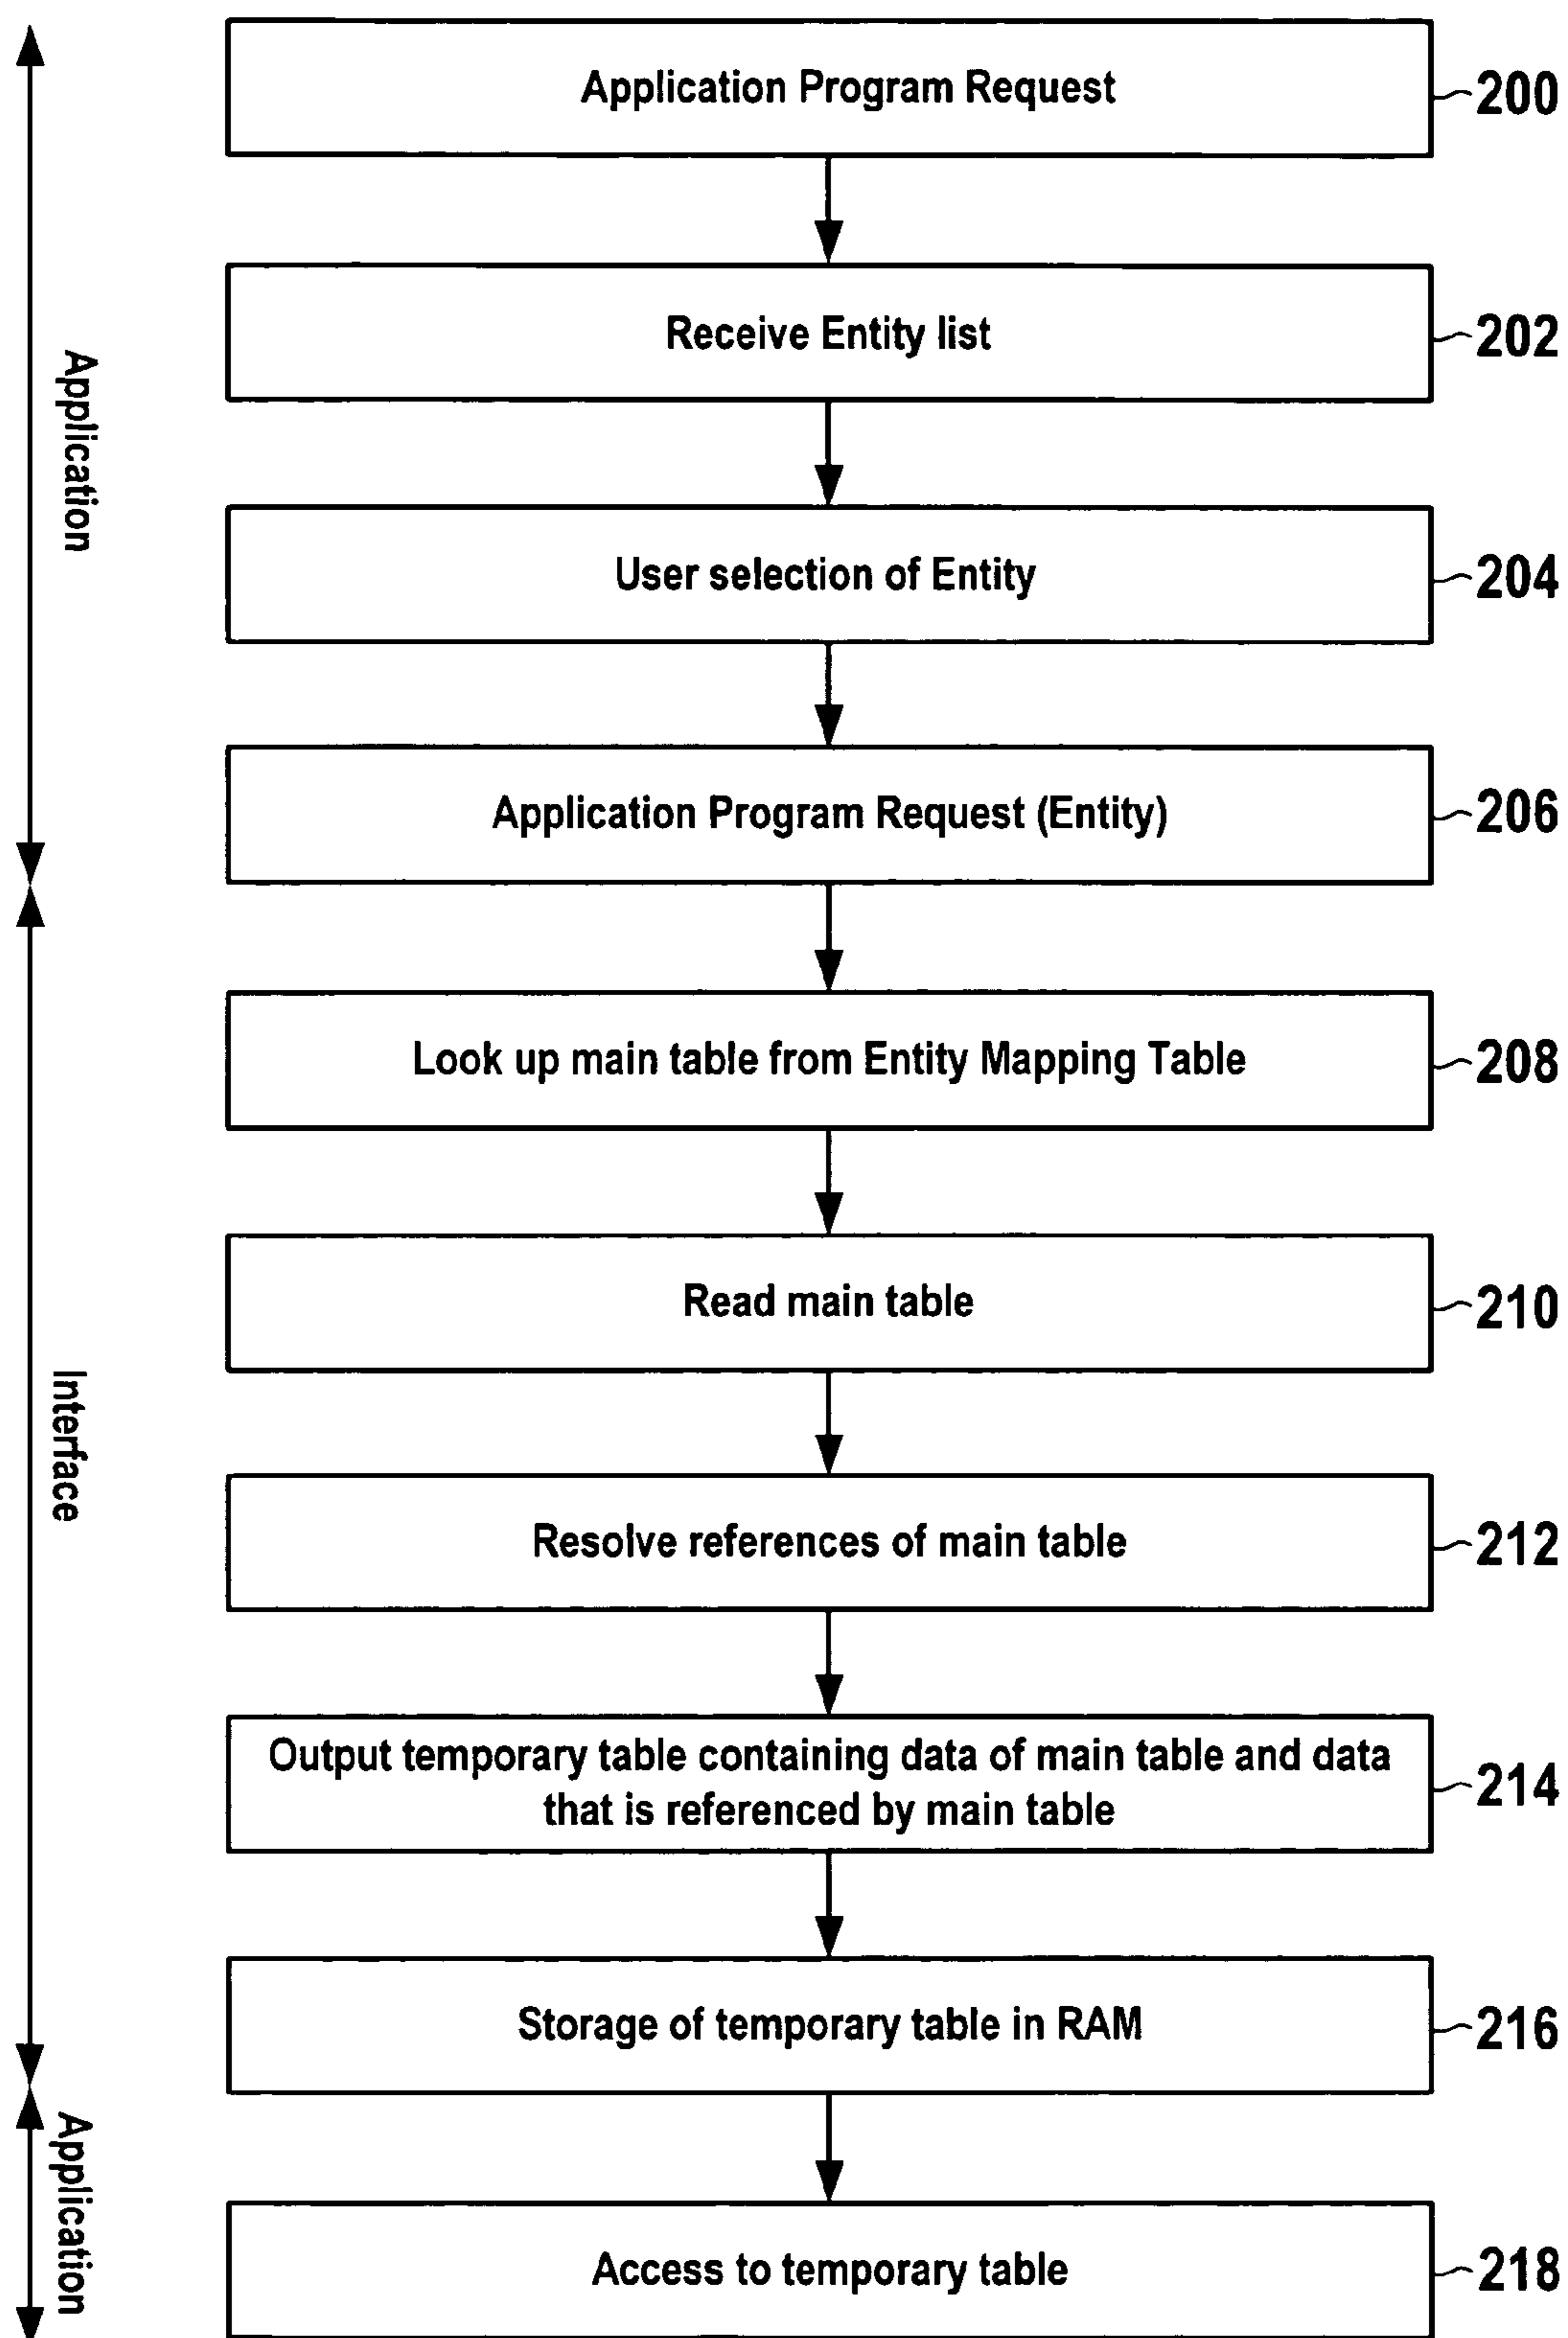 Application Program Request
200
Receive Entity list
202
User selection of Entity
204
Application Program Request (Entity)
206
Application
Look up main table from Entity Mapping Table
208
Read main table
210
Resolve references of main table
212
Output temporary table containing data of main table and data
that is referenced by main table
214
Storage of temporary table in RAM
216
Interface
Access to temporary table
218
Application